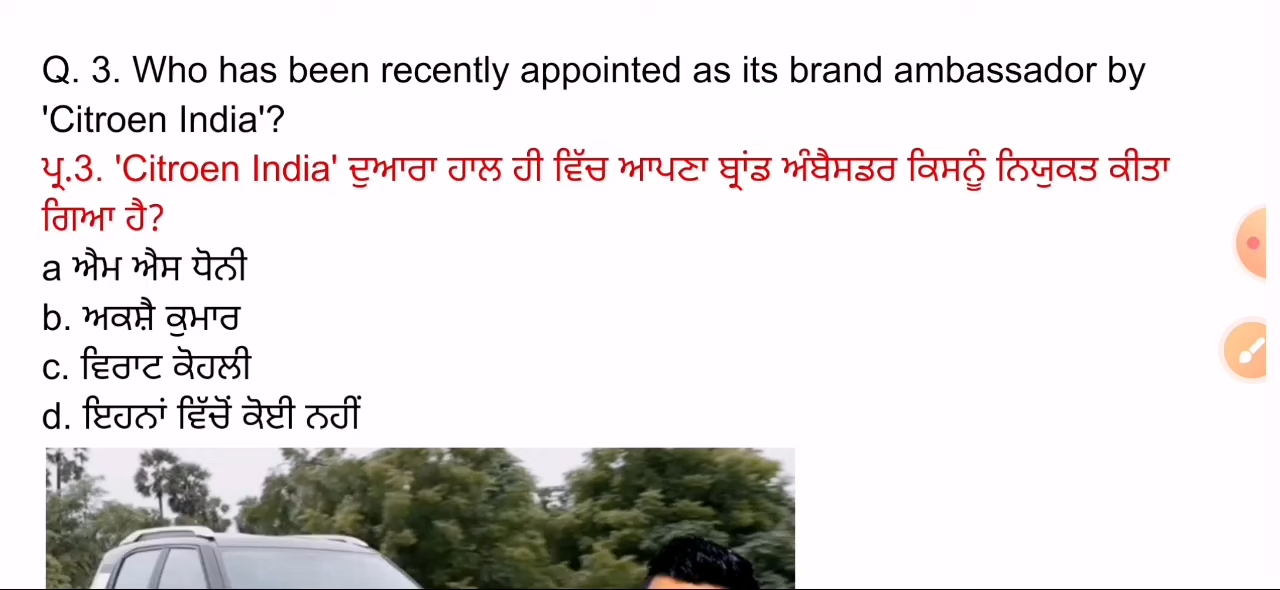 Q. 3. Who has been recently appointed as its brand ambassador by
'Citroen India'?
ਪ੍ਰ.3. 'Citroen India' ਦੁਆਰਾ ਹਾਲ ਹੀ ਵਿੱਚ ਆਪਣਾ ਬ੍ਰਾਂਡ ਅੰਬੈਸਡਰ ਕਿਸਨੂੰ ਨਿਯੁਕਤ ਕੀਤਾ
ਗਿਆ ਹੈ?
a ਐਮ ਐਸ ਧੋਨੀ
b. ਅਕਸ਼ੈ ਕੁਮਾਰ
c. ਵਿਰਾਟ ਕੋਹਲੀ
d. ਇਹਨਾਂ ਵਿੱਚੋਂ ਕੋਈ ਨਹੀਂ